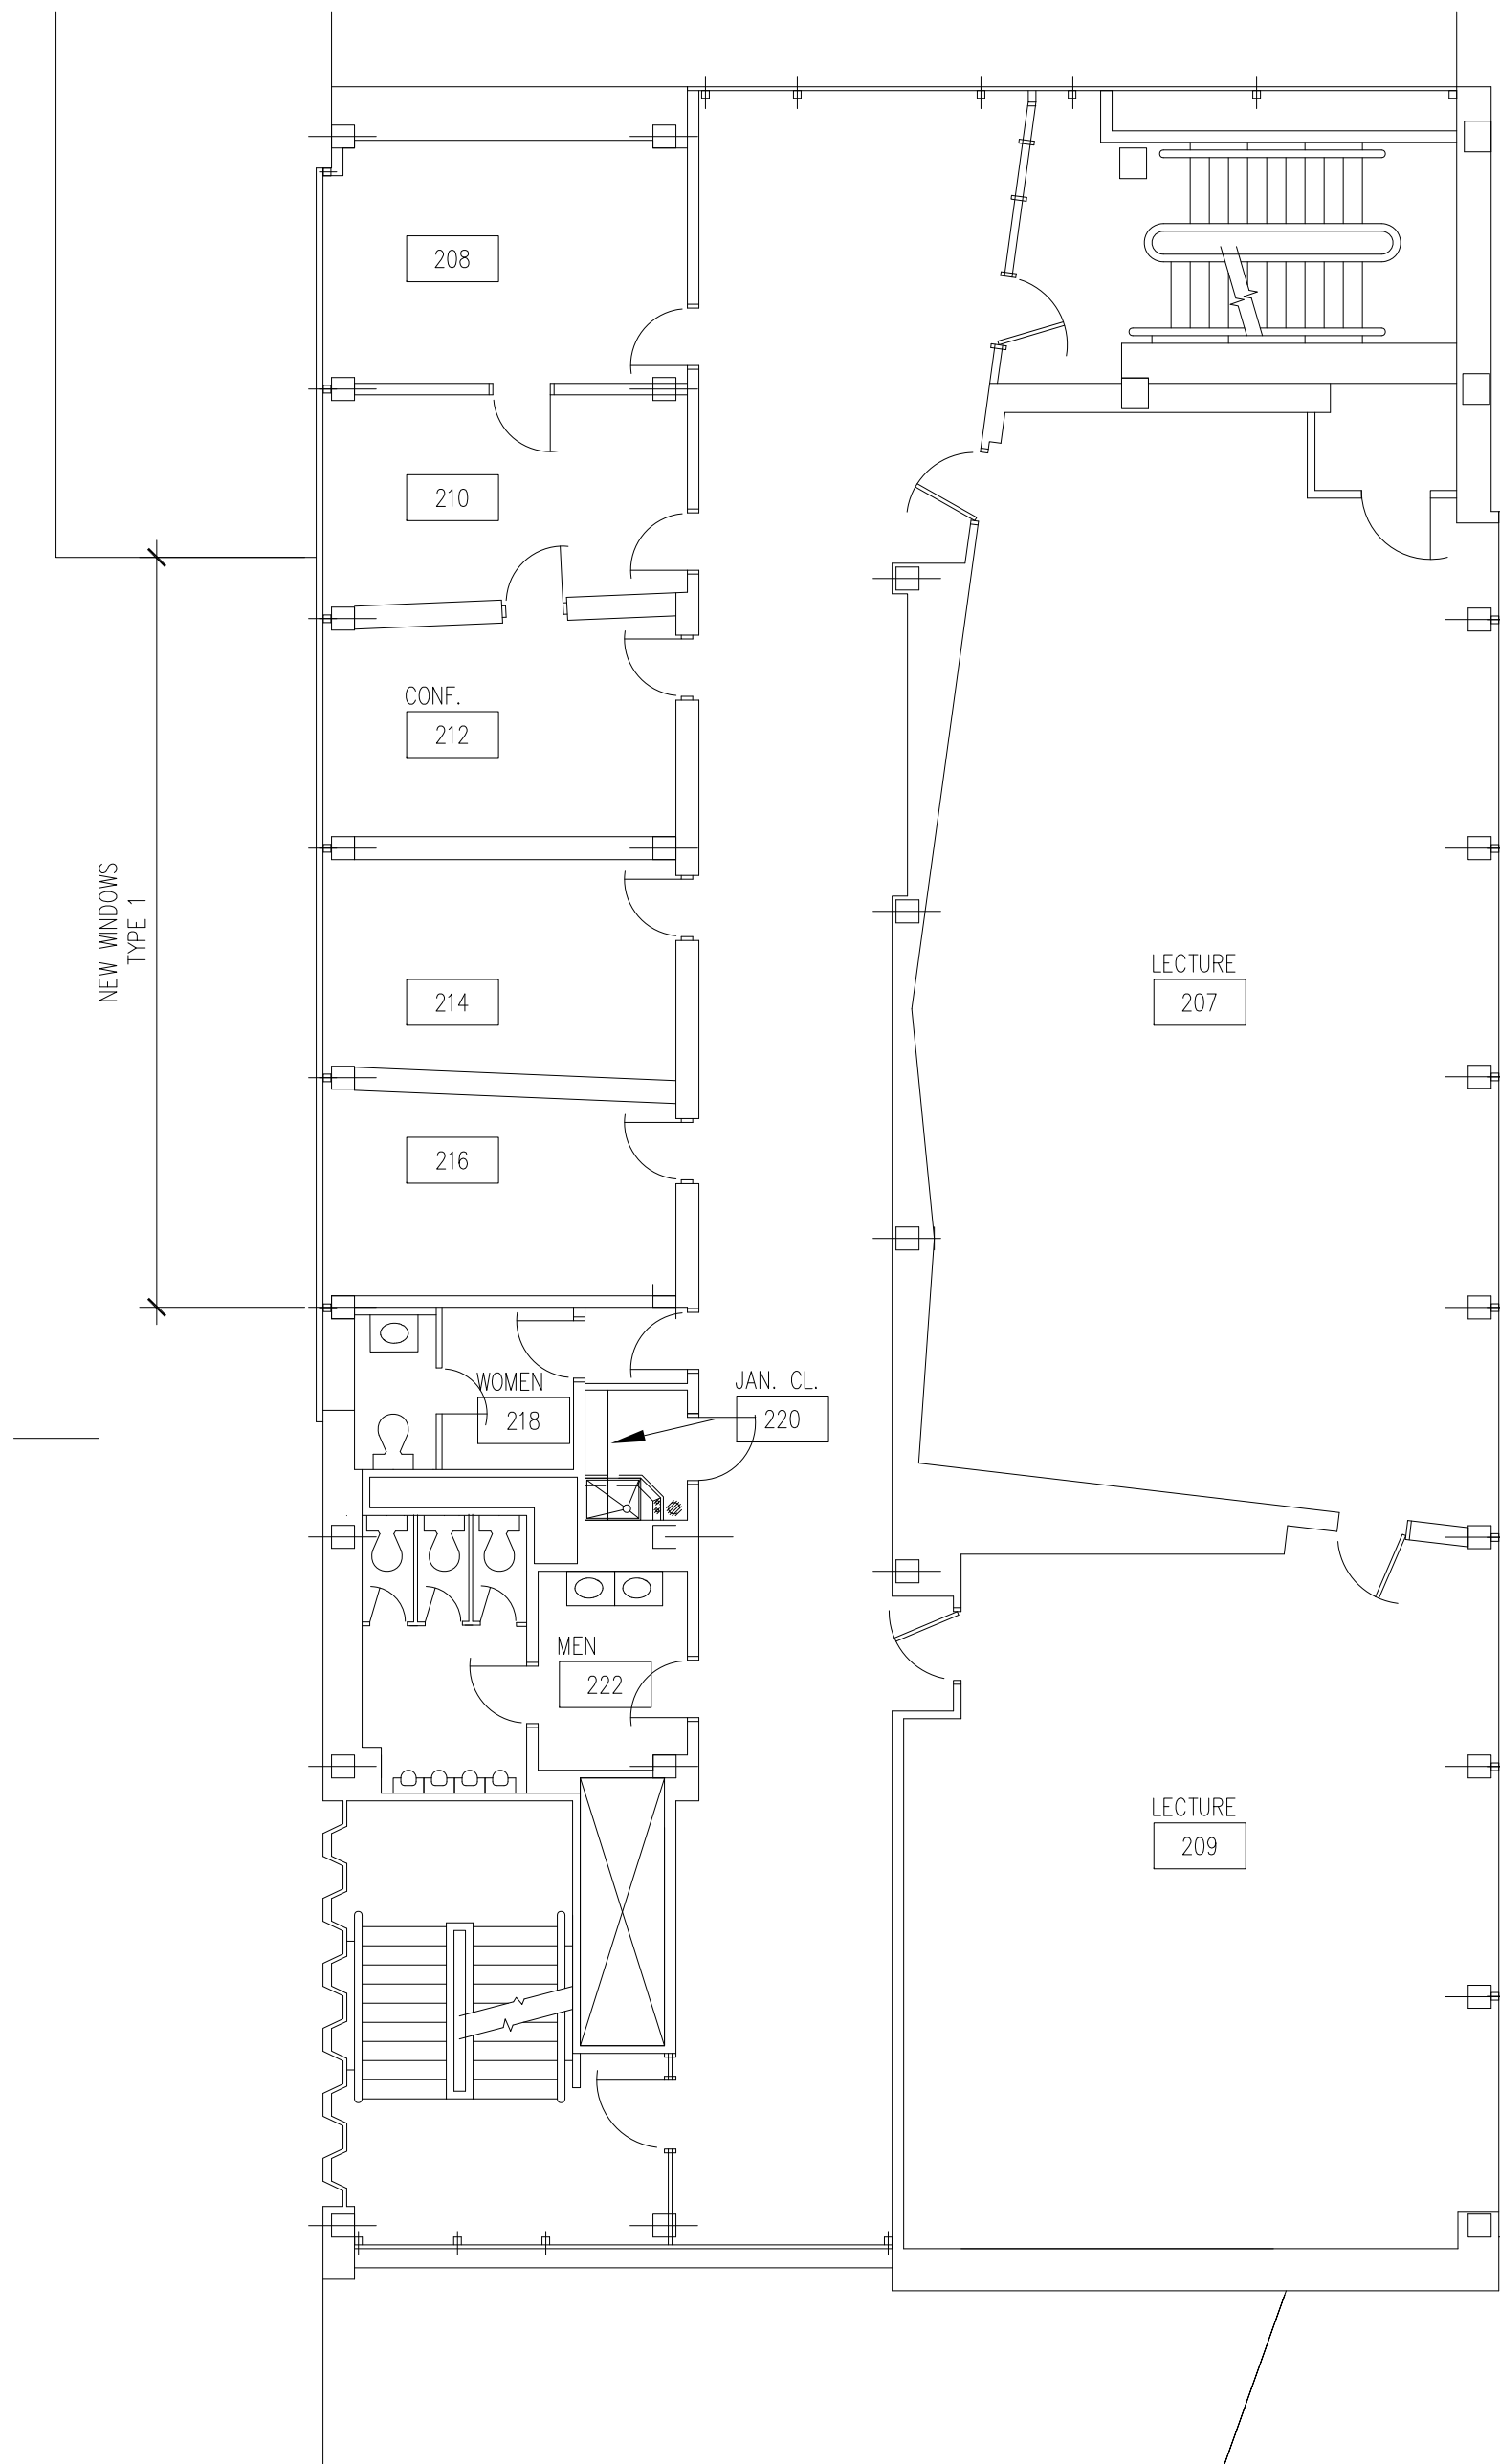 208
210
CONF.
212
NEW WINDOWS
TYPE 1
LECTURE
207
214
216
WOMEN
218
JAN. CL.
220
MEN
222
LECTURE
209